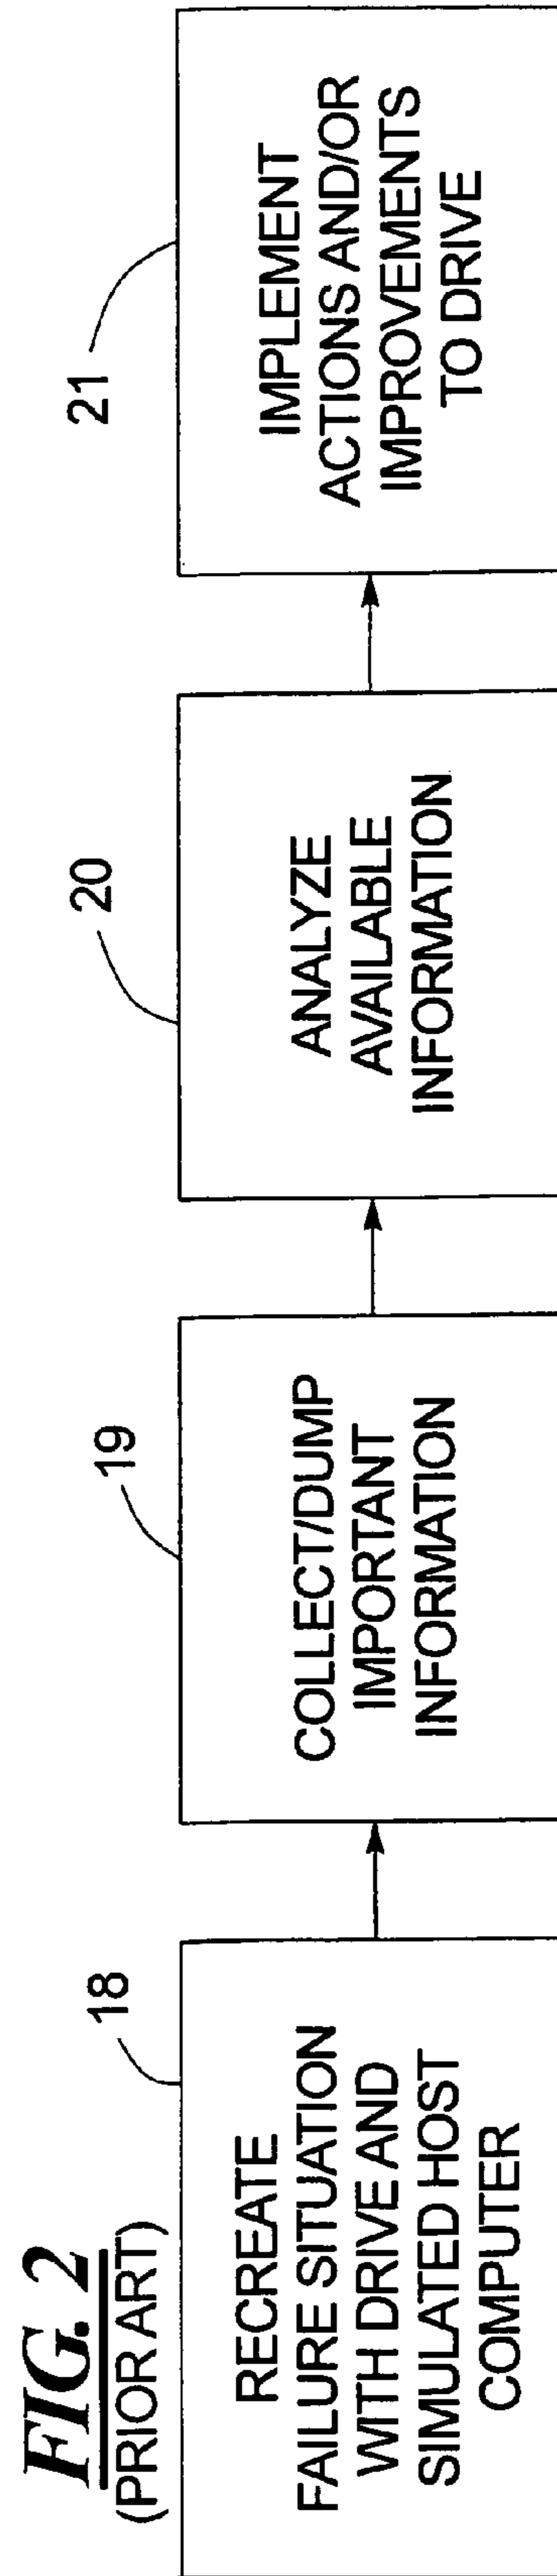 FIG. 2
(PRIOR ART)
18
RECREATE
FAILURE SITUATION
WITH DRIVE AND
SIMULATED HOST
COMPUTER
19
COLLECT/DUMP
IMPORTANT
INFORMATION
20
ANALYZE
AVAILABLE
INFORMATION
21
IMPLEMENT
ACTIONS AND/OR
IMPROVEMENTS
TO DRIVE